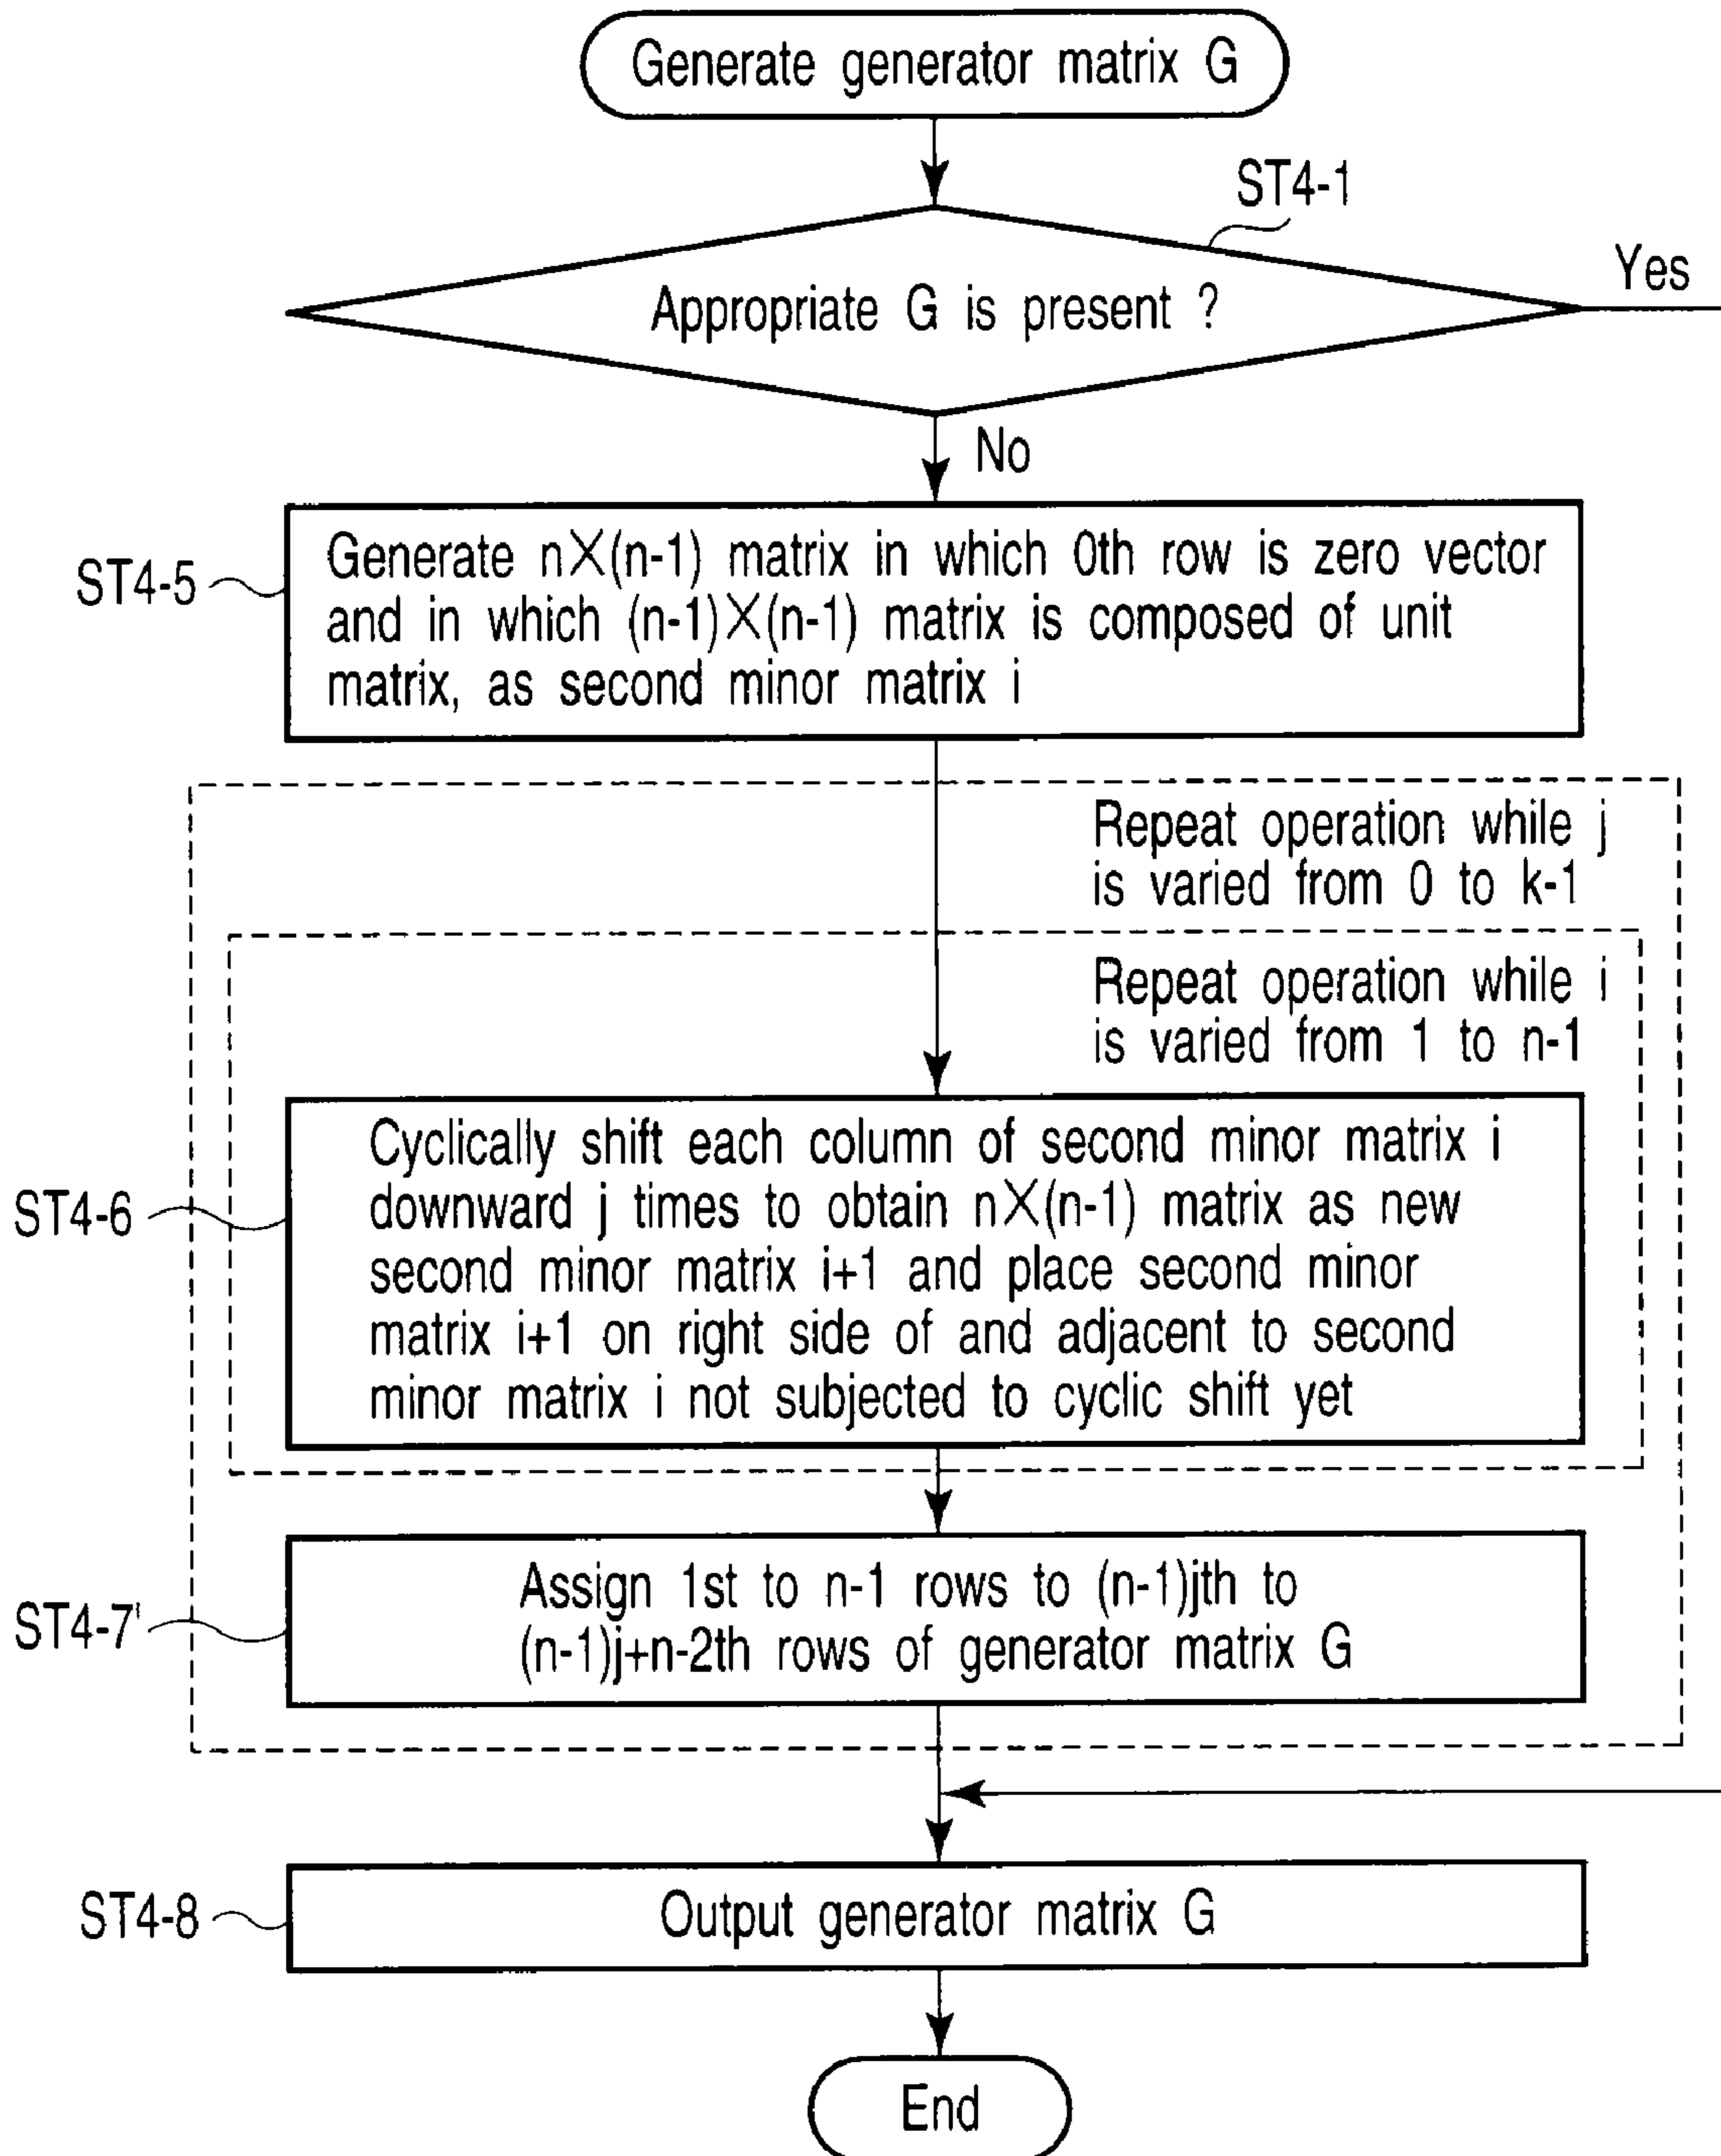 Generate generator matrix G
ST4-1
Yes
Appropriate G is present ?
No
ST4-5
Generate n×(n-1) matrix in which 0th row is zero vector
and in which (n-1)×(n-1) matrix is composed of unit
matrix, as second minor matrix i
Repeat operation while j
is varied from 0 to k-1
Repeat operation while i
is varied from 1 to n-1
ST4-6
Cyclically shift each column of second minor matrix i
downward j times to obtain n×(n-1) matrix as new
second minor matrix i+1 and place second minor
matrix i+1 on right side of and adjacent to second
minor matrix i not subjected to cyclic shift yet
ST4-7'
Assign 1st to n-1 rows to (n-1)jth to
(n-1)j+n-2th rows of generator matrix G
ST4-8
Output generator matrix G
End